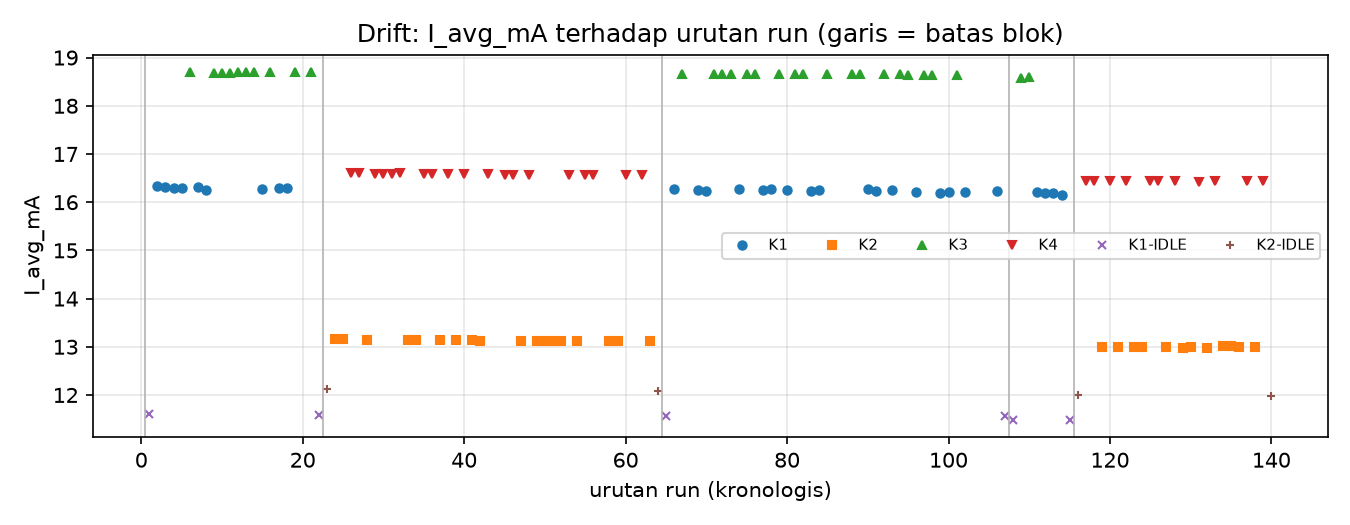 Drift: I_avg_mA terhadap urutan run (garis = batas blok)
I_avg_mA
19
18
17
16
15
14
13
12
K1 K2 K3 K4 K1-IDLE K2-IDLE
0 20 40 60 80 100 120 140
urutan run (kronologis)